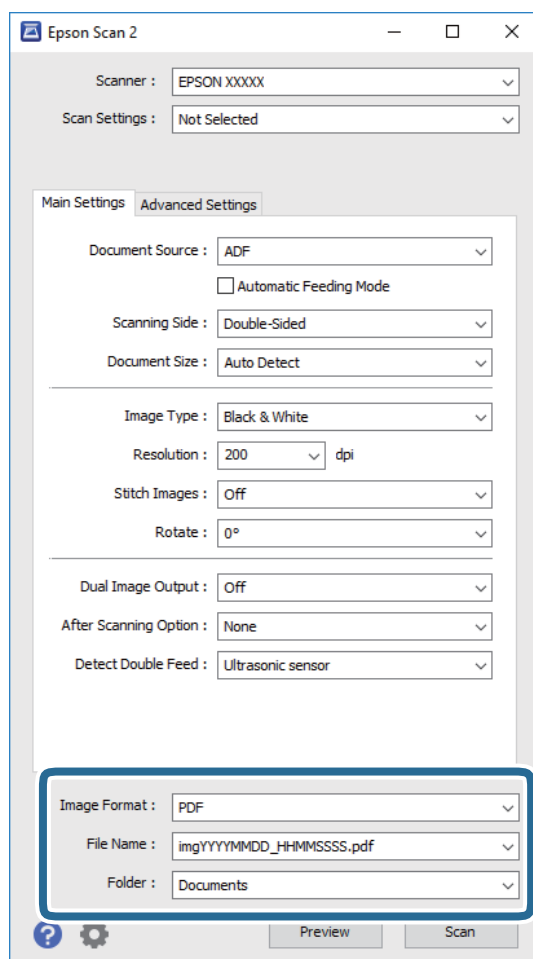 Epson Scan 2
Scanner : EPSON XXXXX
Scan Settings : Not Selected
Main Settings Advanced Settings
Document Source : ADF
Automatic Feeding Mode
Scanning Side : Double-Sided
Document Size : Auto Detect
Image Type : Black & White
Resolution : 200 dpi
Stitch Images : Off
Rotate : 0°
Dual Image Output : Off
After Scanning Option : None
Detect Double Feed : Ultrasonic sensor
Image Format : PDF
File Name : imgYYYYMMDD_HHMMSSSS.pdf
Folder : Documents
? Preview Scan